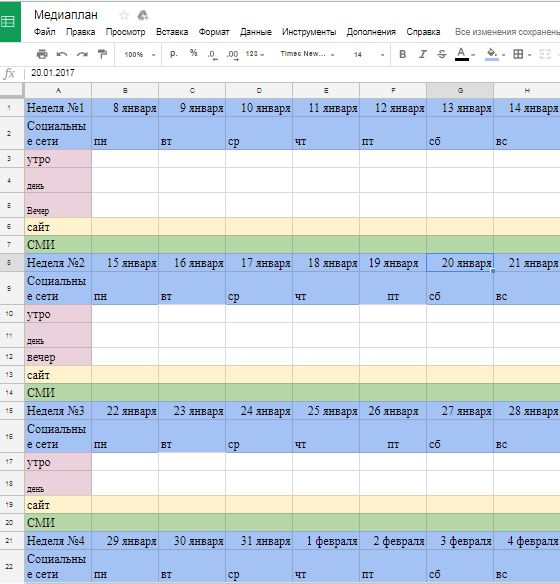 Медиаплан
Файл Правка Просмотр Вставка Формат Данные Инструменты Дополнения Справка Все изменения сохранены
100% р. % .0 .00 123 Times New... 14 B I S A
fx 20.01.2017
A B C D E F G H
1 Неделя №1 8 января 9 января 10 января 11 января 12 января 13 января 14 января
2 Социальны
е сети пн вт ср чт пт сб вс
3 утро
4 день
5 Вечер
6 сайт
7 СМИ
8 Неделя №2 15 января 16 января 17 января 18 января 19 января 20 января 21 января
9 Социальны
е сети пн вт ср чт пт сб вс
10 утро
11 день
12 вечер
13 сайт
14 СМИ
15 Неделя №3 22 января 23 января 24 января 25 января 26 января 27 января 28 января
16 Социальны
е сети пн вт ср чт пт сб вс
17 утро
18 день
19 сайт
20 СМИ
21 Неделя №4 29 января 30 января 31 января 1 февраля 2 февраля 3 февраля 4 февраля
22 Социальны
е сети пн вт ср чт пт сб вс